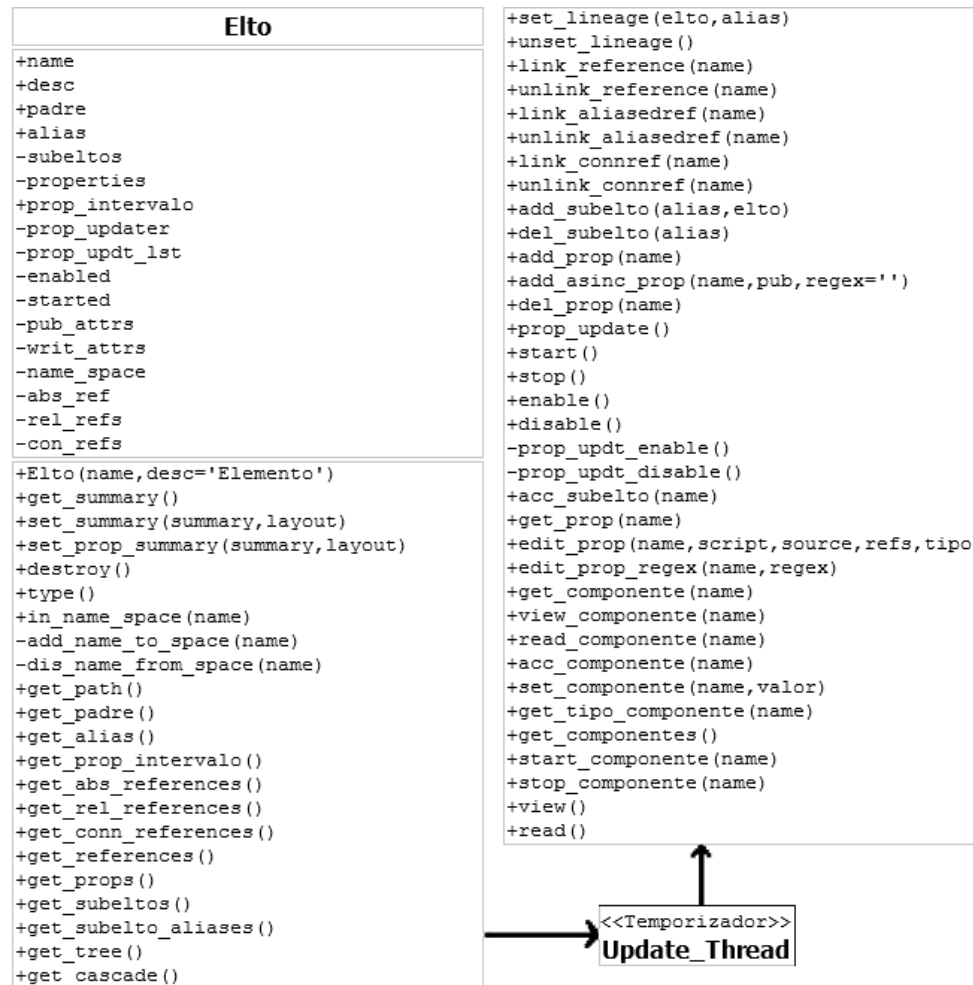 Elto
+name
+desc
+padre
+alias
-subeltos
-properties
+prop_intervalo
-prop_updater
-prop_updt_lst
-enabled
-started
-pub_attrs
-writ_attrs
-name_space
-abs_ref
-rel_refs
-con_refs
+Elto(name,desc='Elemento')
+get_summary()
+set_summary(summary,layout)
+set_prop_summary(summary,layout)
+destroy()
+type()
+in_name_space(name)
-add_name_to_space(name)
-dis_name_from_space(name)
+get_path()
+get_padre()
+get_alias()
+get_prop_intervalo()
+get_abs_references()
+get_rel_references()
+get_conn_references()
+get_references()
+get_props()
+get_subeltos()
+get_subelto_aliases()
+get_tree()
+get_cascade()
+set_lineage(elto,alias)
+unset_lineage()
+link_reference(name)
+unlink_reference(name)
+link_aliasedref(name)
+unlink_aliasedref(name)
+link_connref(name)
+unlink_connref(name)
+add_subelto(alias,elto)
+del_subelto(alias)
+add_prop(name)
+add_asinc_prop(name,pub,regex='')
+del_prop(name)
+prop_update()
+start()
+stop()
+enable()
+disable()
-prop_updt_enable()
-prop_updt_disable()
+acc_subelto(name)
+get_prop(name)
+edit_prop(name,script,source,refs,tipo
+edit_prop_regex(name,regex)
+get_componente(name)
+view_componente(name)
+read_componente(name)
+acc_componente(name)
+set_componente(name,valor)
+get_tipo_componente(name)
+get_componentes()
+start_componente(name)
+stop_componente(name)
+view()
+read()
<<Temporizador>>
Update_Thread